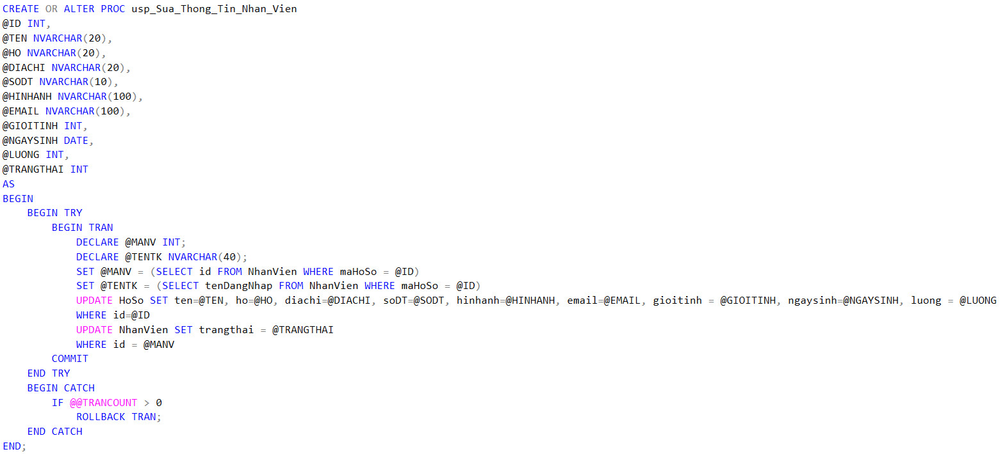 CREATE OR ALTER PROC usp_Sua_Thong_Tin_Nhan_Vien
@ID INT,
@TEN NVARCHAR(20),
@HO NVARCHAR(20),
@DIACHI NVARCHAR(20),
@SODT NVARCHAR(10),
@HINHANH NVARCHAR(100),
@EMAIL NVARCHAR(100),
@GIOITINH INT,
@NGAYSINH DATE,
@LUONG INT,
@TRANGTHAI INT
AS
BEGIN
    BEGIN TRY
        BEGIN TRAN
            DECLARE @MANV INT;
            DECLARE @TENTK NVARCHAR(40);
            SET @MANV = (SELECT id FROM NhanVien WHERE maHoSo = @ID)
            SET @TENTK = (SELECT tenDangNhap FROM NhanVien WHERE maHoSo = @ID)
            UPDATE HoSo SET ten=@TEN, ho=@HO, diachi=@DIACHI, soDT=@SODT, hinhanh=@HINHANH, email=@EMAIL, gioitinh = @GIOITINH, ngaysinh=@NGAYSINH, luong = @LUONG
            WHERE id=@ID
            UPDATE NhanVien SET trangthai = @TRANGTHAI
            WHERE id = @MANV
        COMMIT
    END TRY
    BEGIN CATCH
        IF @@TRANCOUNT > 0
            ROLLBACK TRAN;
    END CATCH
END;